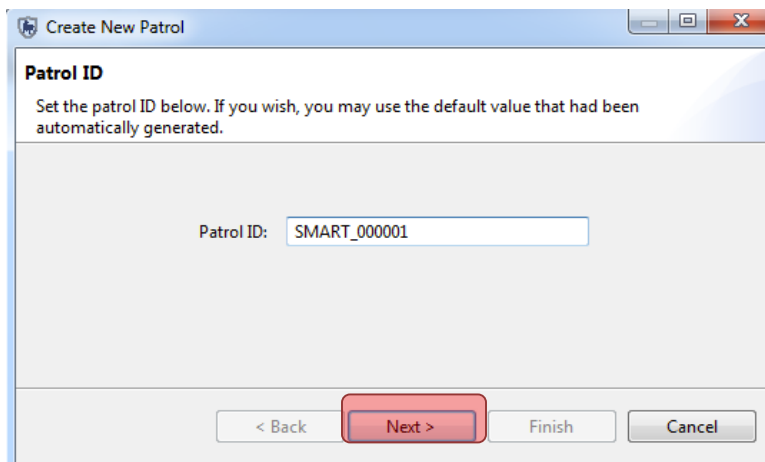 Create New Patrol
Patrol ID
Set the patrol ID below. If you wish, you may use the default value that had been
automatically generated.
Patrol ID: SMART_000001
< Back Next > Finish Cancel